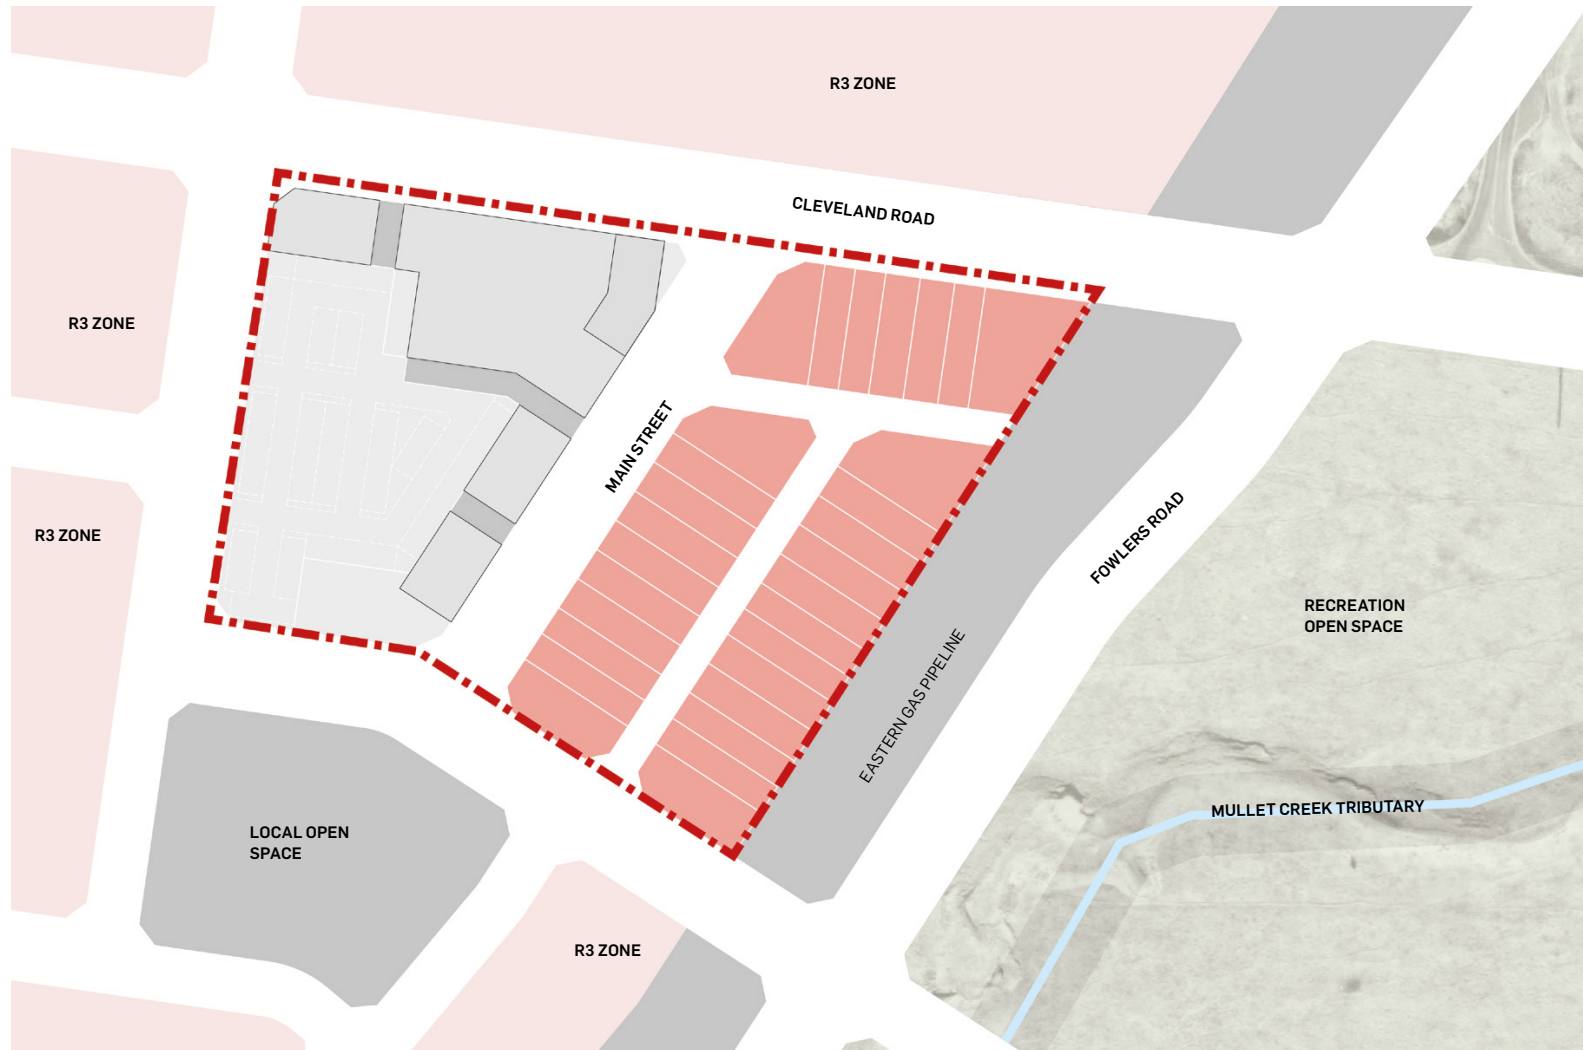 R3 ZONE
CLEVELAND ROAD
R3 ZONE
MAIN STREET
R3 ZONE
FOWLERS ROAD
RECREATION
OPEN SPACE
EASTERN GAS PIPELINE
MULLET CREEK TRIBUTARY
LOCAL OPEN
SPACE
R3 ZONE